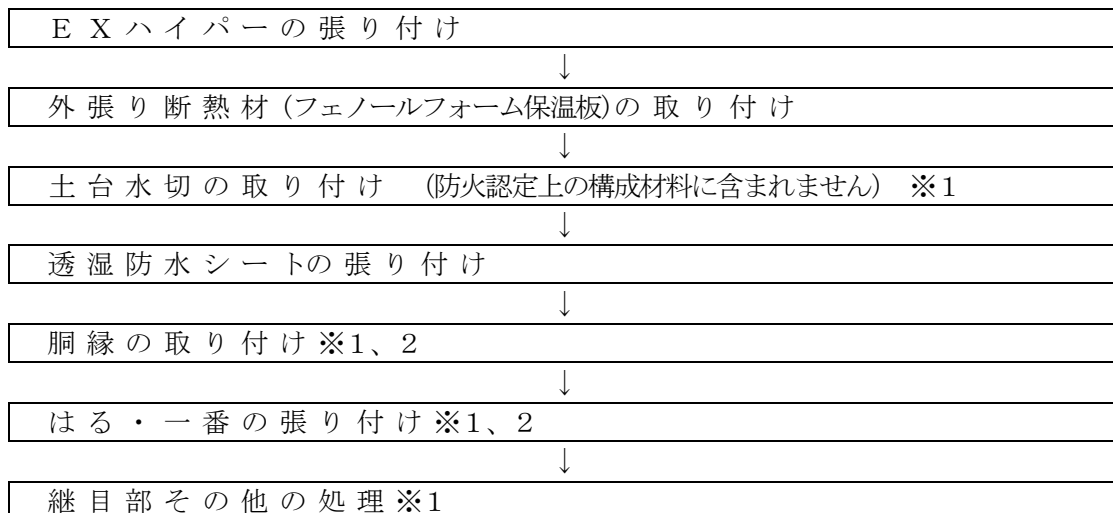 EXハイパーの張り付け
↓
外張り断熱材(フェノールフォーム保温板)の取り付け
↓
土台水切の取り付け (防火認定上の構成材料に含まれません) ※1
↓
透湿防水シートの張り付け
↓
胴縁の取り付け※1、2
↓
はる・一番の張り付け※1、2
↓
継目部その他の処理※1